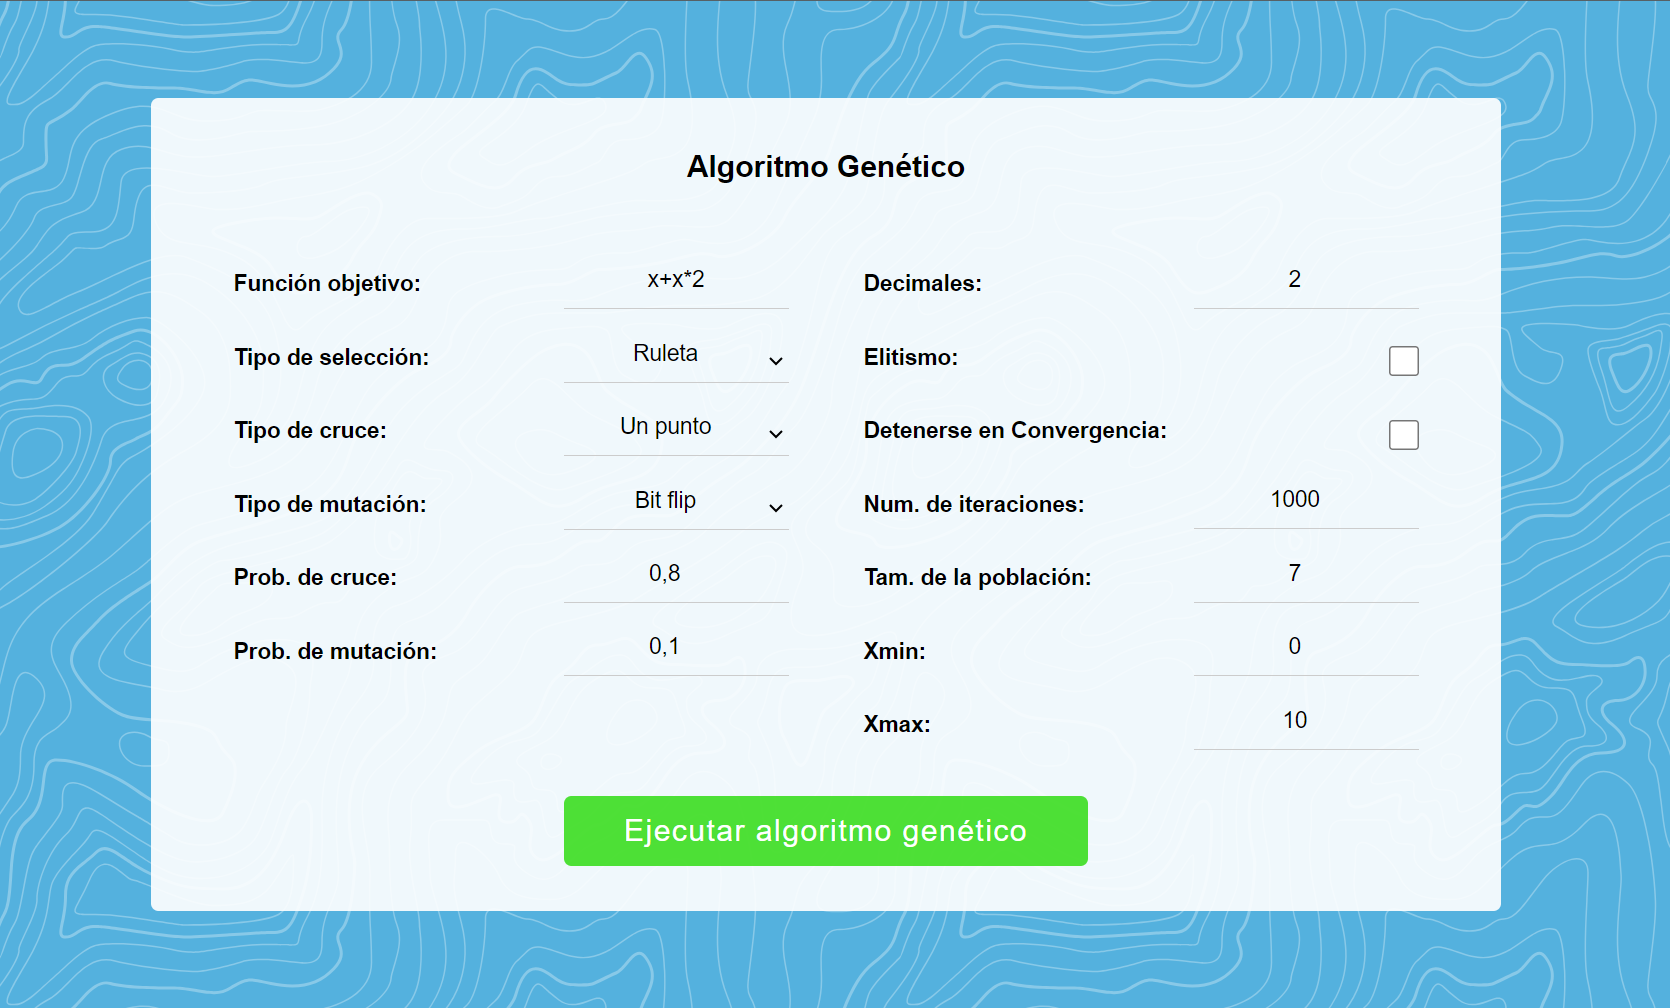 Algoritmo Genético
Función objetivo: x+x*2
Tipo de selección: Ruleta
Tipo de cruce: Un punto
Tipo de mutación: Bit flip
Prob. de cruce: 0,8
Prob. de mutación: 0,1
Decimales: 2
Elitismo:
Detenerse en Convergencia:
Num. de iteraciones: 1000
Tam. de la población: 7
Xmin: 0
Xmax: 10
Ejecutar algoritmo genético